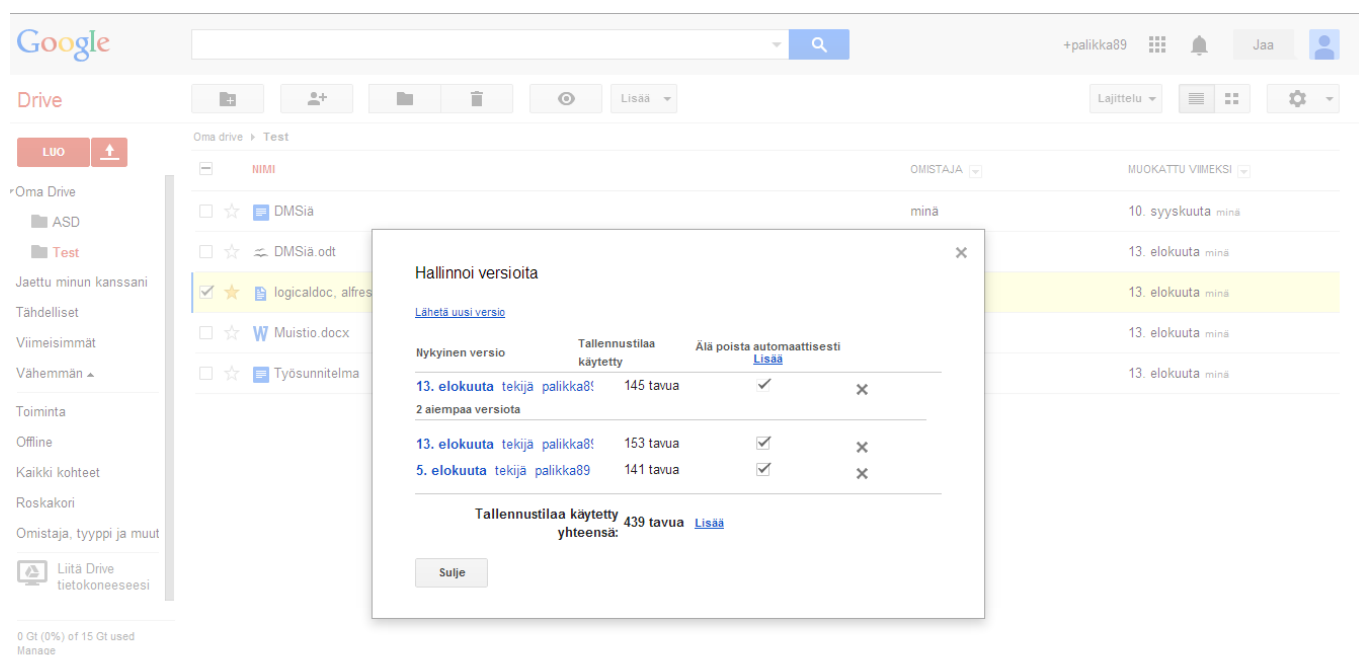 Google
+palikka89
Jaa
Drive
Lisää
Lajittelu
Oma drive Test
LUO
NIMI
OMISTAJA
MUOKATTU VIIMEKSI
Oma Drive
ASD
Test
Jaettu minun kanssani
Tähdelliset
Viimeisimmät
Vähemmän
Toiminta
Offline
Kaikki kohteet
Roskakori
Omistaja, tyyppi ja muut
Liitä Drive
tietokoneeseesi
0 Gt (0%) of 15 Gt used
Manage
DMSiä minä 10. syyskuuta minä
DMSiä.odt 13. elokuuta minä
logicaldoc, alfres 13. elokuuta minä
Muistio.docx 13. elokuuta minä
Työsunnitelma 13. elokuuta minä
Hallinnoi versioita
Lähetä uusi versio
Nykyinen versio
Tallennustilaa
käytetty
Älä poista automaattisesti
Lisää
13. elokuuta tekijä palikka89 145 tavua
2 aiempaa versiota
13. elokuuta tekijä palikka89 153 tavua
5. elokuuta tekijä palikka89 141 tavua
Tallennustilaa käytetty
yhteensä:
439 tavua Lisää
Sulje